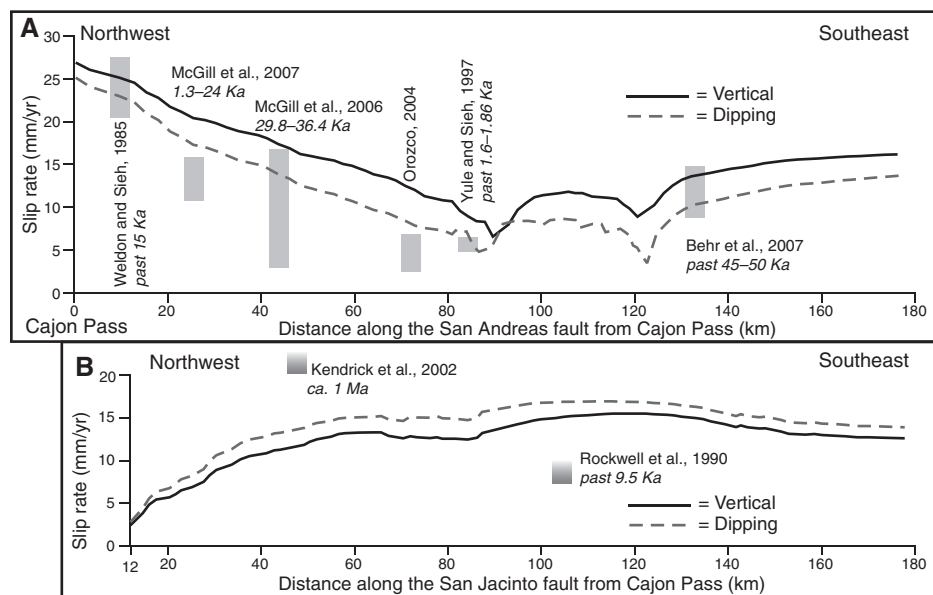 A
Northwest
Southeast
30
25
20
15
10
5
0
Slip rate (mm/yr)
Weldon and Sieh, 1985
past 15 Ka
McGill et al., 2007
1.3–24 Ka
McGill et al., 2006
29.8–36.4 Ka
Orozco, 2004
Yule and Sieh, 1997
past 1.6–1.86 Ka
= Vertical
= Dipping
Behr et al., 2007
past 45–50 Ka
0 20 40 60 80 100 120 140 160 180
Cajon Pass
Distance along the San Andreas fault from Cajon Pass (km)
B
Northwest
Southeast
Kendrick et al., 2002
ca. 1 Ma
20
15
10
5
0
Slip rate (mm/yr)
Rockwell et al., 1990
past 9.5 Ka
= Vertical
= Dipping
12 20 40 60 80 100 120 140 160 180
Distance along the San Jacinto fault from Cajon Pass (km)